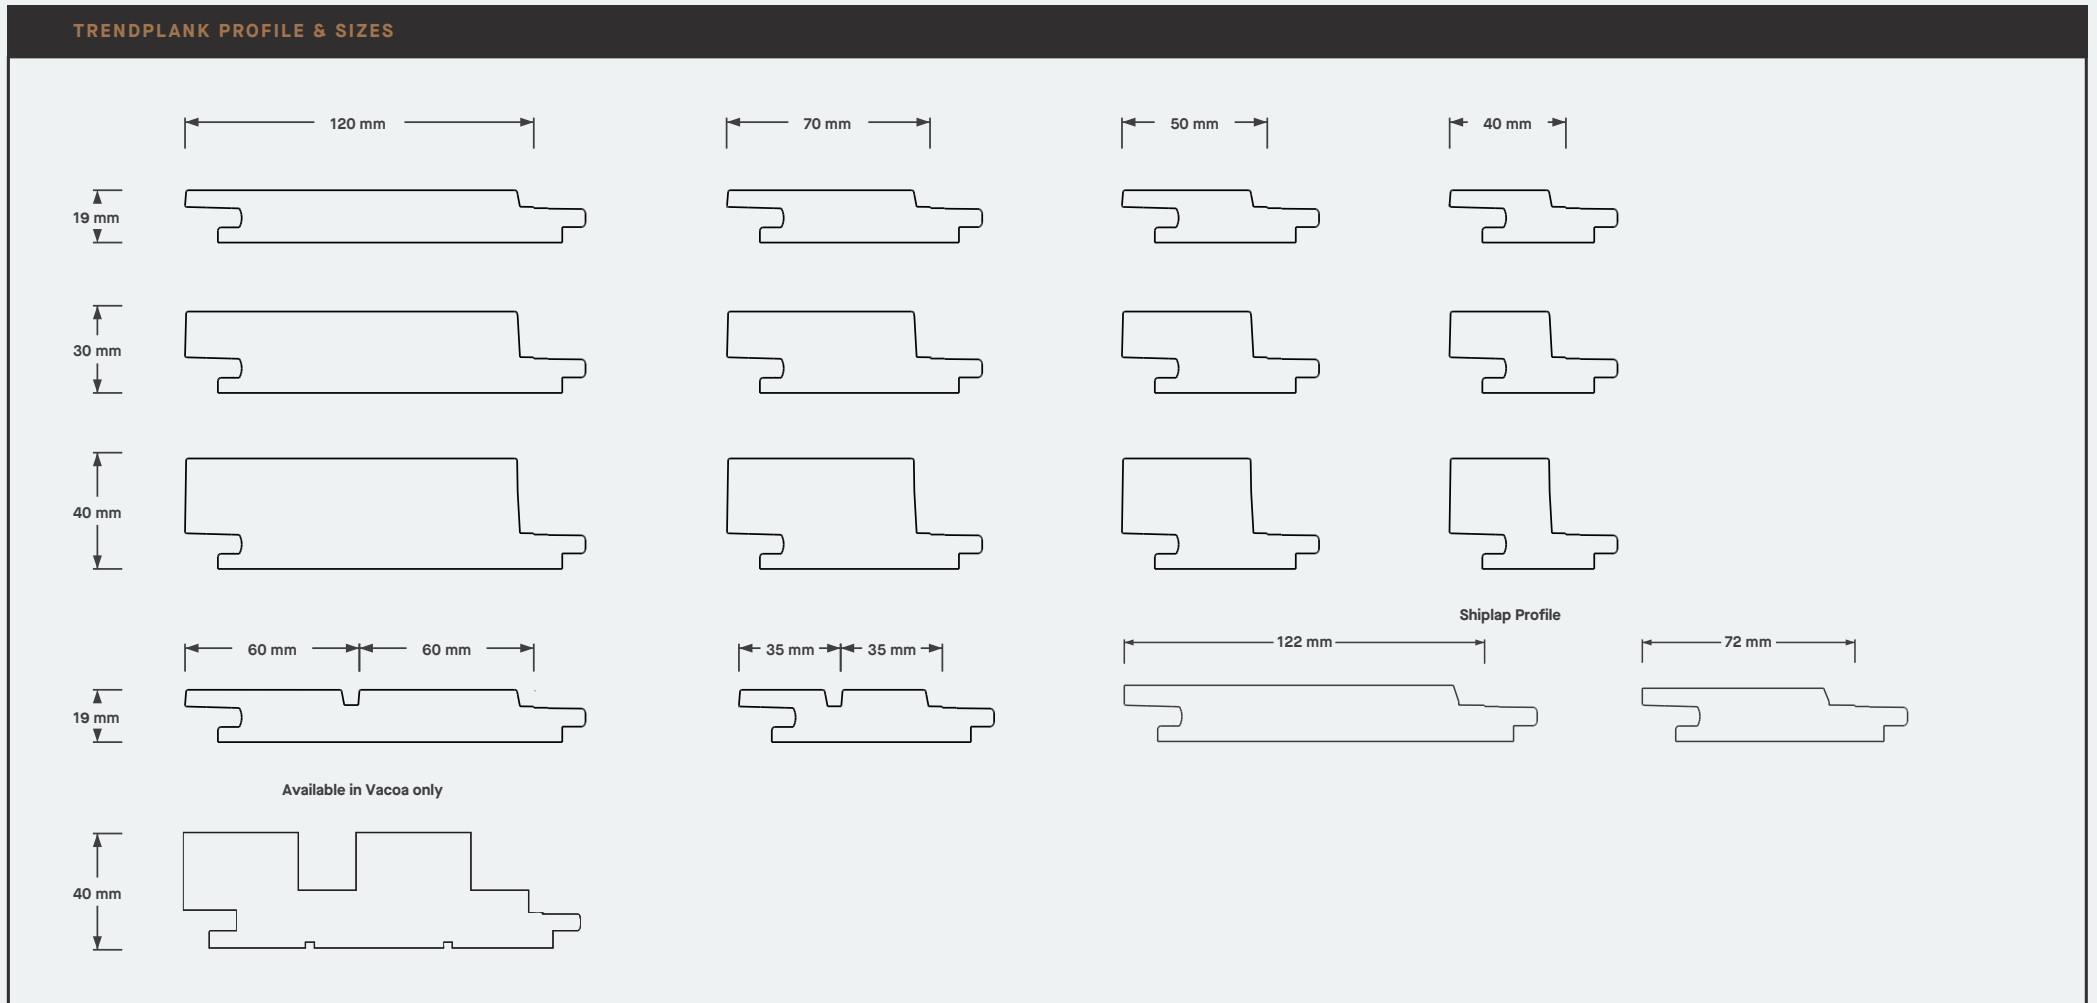 TRENDPLANK PROFILE & SIZES
120 mm
70 mm
50 mm
40 mm
19 mm
30 mm
40 mm
Shiplap Profile
60 mm
60 mm
35 mm
35 mm
122 mm
72 mm
19 mm
Available in Vacoa only
40 mm